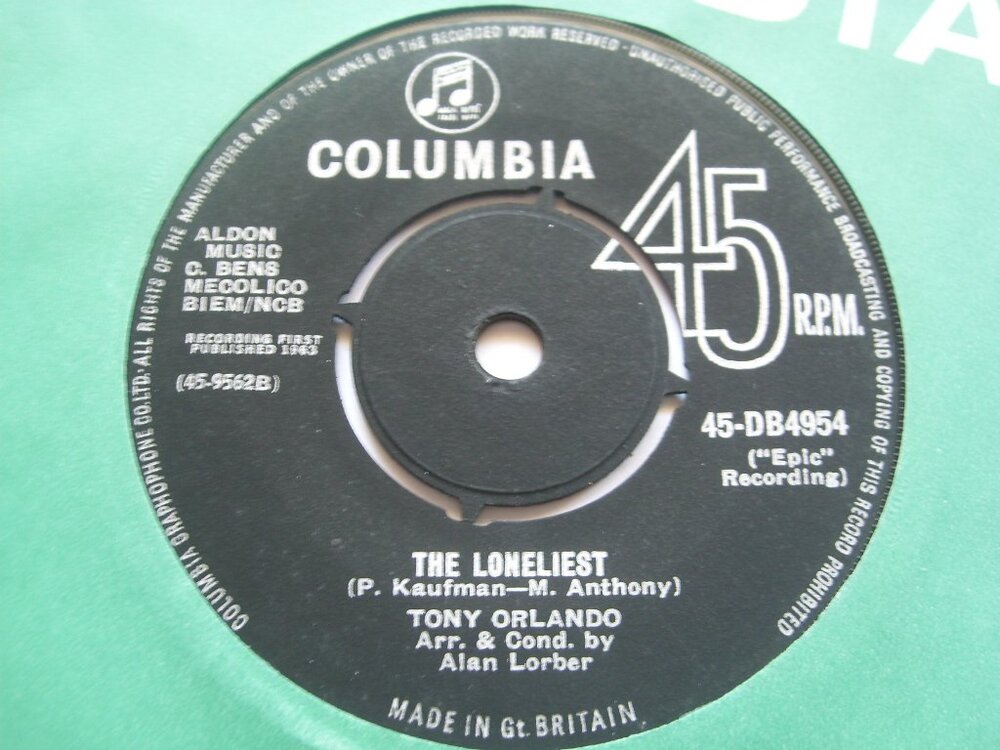 COLUMBIA GRAPHOPHONE CO.LTD. ALL RIGHTS OF THE MANUFACTURER AND OF THE OWNER OF THE RECORDED WORK RESERVED · UNAUTHORISED PUBLIC PERFORMANCE BROADCASTING AND COPYING OF THIS RECORD PROHIBITED
COLUMBIA
45
R.P.M.
ALDON
MUSIC
C. BENS
MECOLICO
BIEM/NCB
RECORDING FIRST
PUBLISHED 1963
(45-9562B)
45-DB4954
("Epic"
Recording)
THE LONELIEST
(P. Kaufman—M. Anthony)
TONY ORLANDO
Arr. & Cond. by
Alan Lorber
MADE IN Gt. BRITAIN